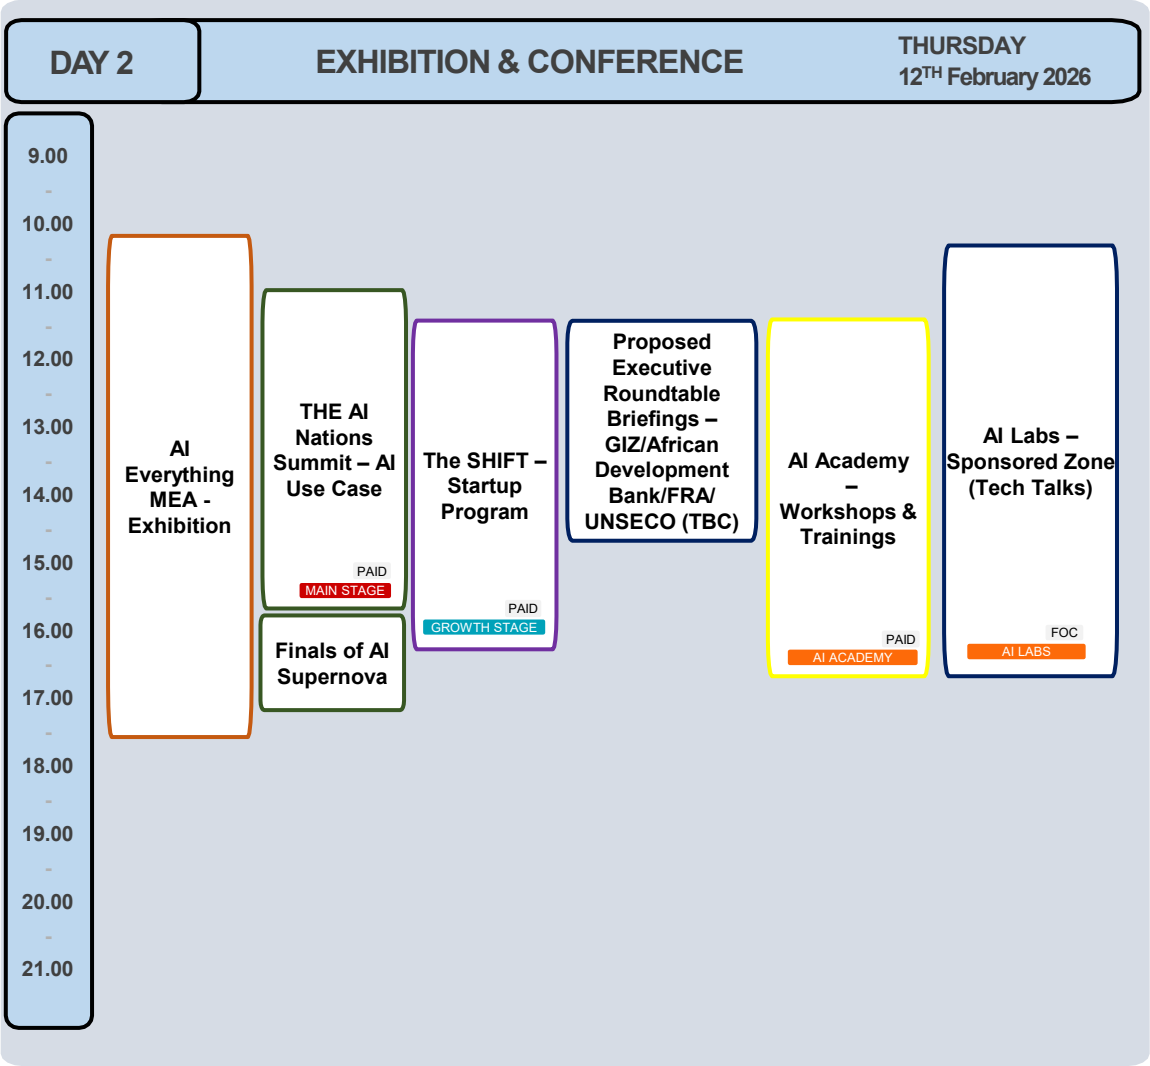 DAY 2
EXHIBITION & CONFERENCE
THURSDAY
12TH February 2026
9.00
-
10.00
-
11.00
-
12.00
-
13.00
-
14.00
-
15.00
-
16.00
-
17.00
-
18.00
-
19.00
-
20.00
-
21.00
AI
Everything
MEA -
Exhibition
THE AI
Nations
Summit – AI
Use Case
PAID
MAIN STAGE
Finals of AI
Supernova
The SHIFT –
Startup
Program
PAID
GROWTH STAGE
Proposed
Executive
Roundtable
Briefings –
GIZ/African
Development
Bank/FRA/
UNSECO (TBC)
AI Academy
–
Workshops &
Trainings
PAID
AI ACADEMY
AI Labs –
Sponsored Zone
(Tech Talks)
FOC
AI LABS